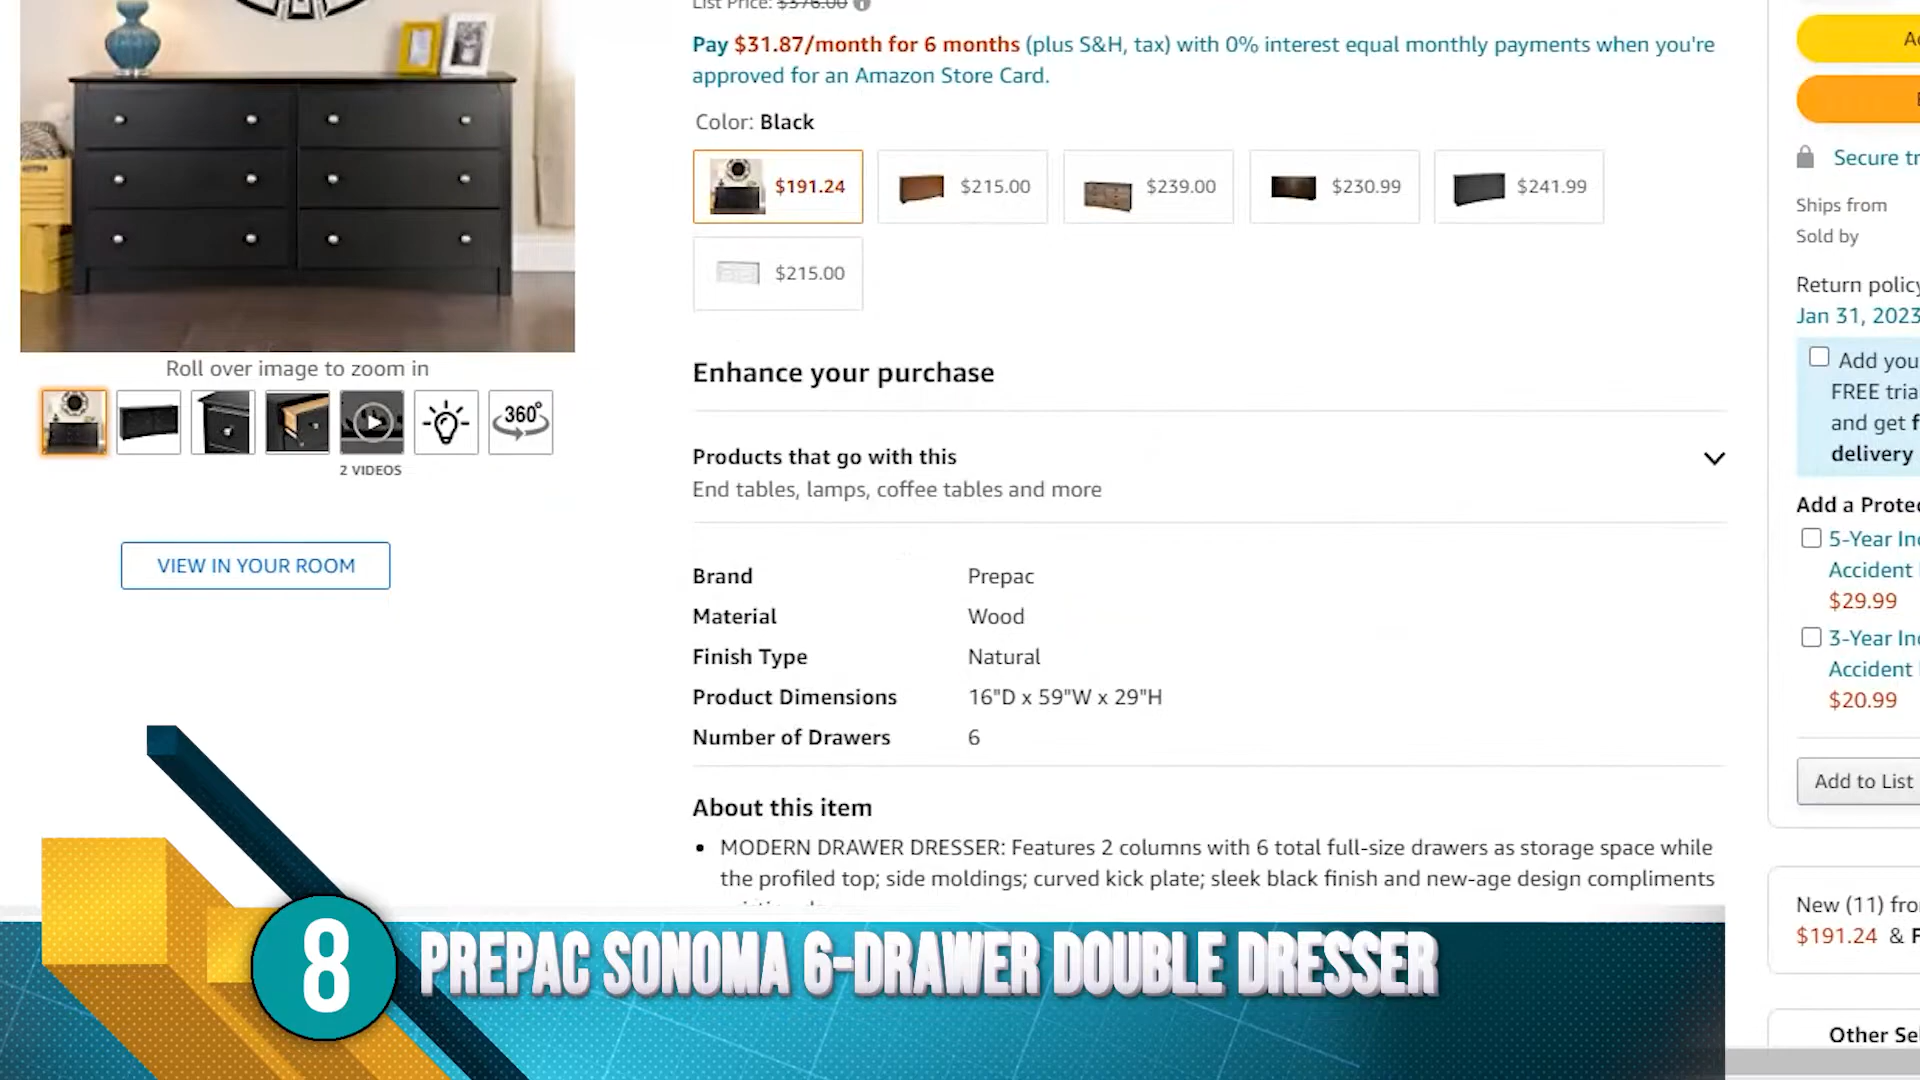 List Price: $376.00
Pay $31.87/month for 6 months (plus S&H, tax) with 0% interest equal monthly payments when you're
approved for an Amazon Store Card.
Color: Black
$191.24
$215.00
$239.00
$230.99
$241.99
$215.00
Roll over image to zoom in
360°
2 VIDEOS
VIEW IN YOUR ROOM
Enhance your purchase
Products that go with this
End tables, lamps, coffee tables and more
Brand Prepac
Material Wood
Finish Type Natural
Product Dimensions 16"D x 59"W x 29"H
Number of Drawers 6
About this item
• MODERN DRAWER DRESSER: Features 2 columns with 6 total full-size drawers as storage space while
the profiled top; side moldings; curved kick plate; sleek black finish and new-age design compliments
Secure
Ships from
Sold by
Return policy
Jan 31, 2023
Add
FREE
and get
delivery
Add a
5-Year
Accident
$29.99
3-Year
Accident
$20.99
Add to List
New (11)
$191.24 &
Other
8
PREPAC SONOMA 6-DRAWER DOUBLE DRESSER